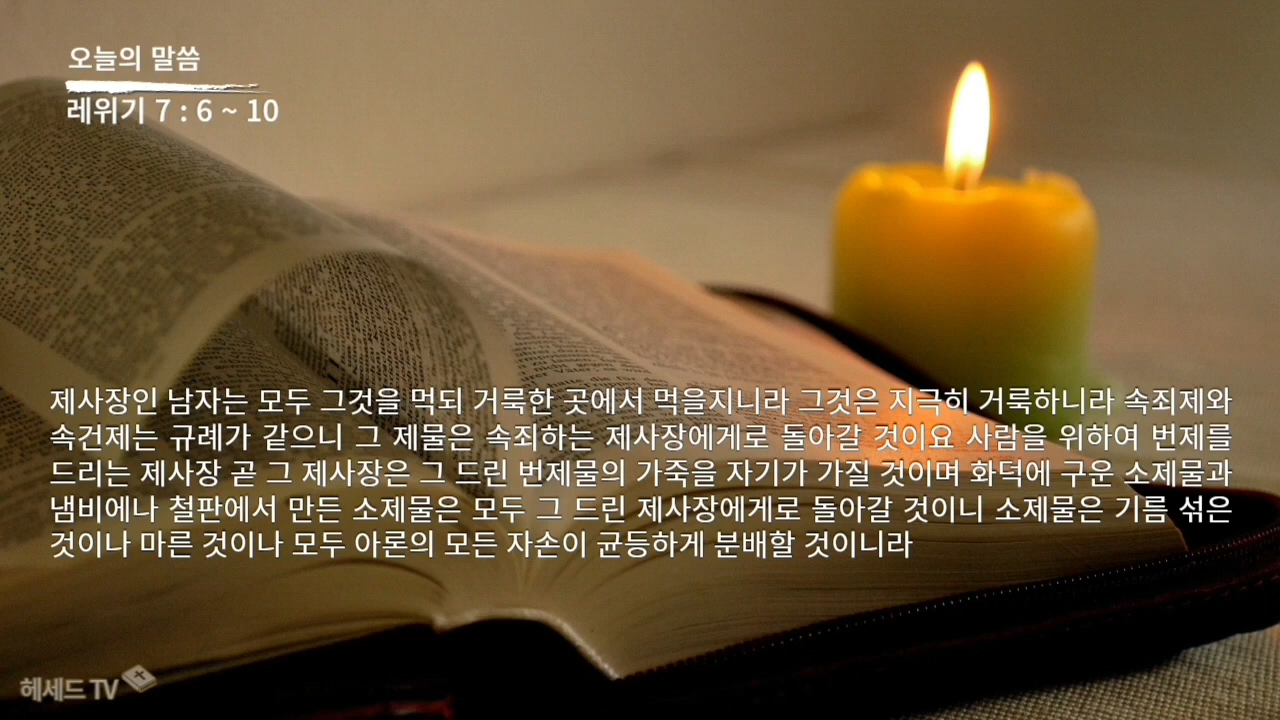 오늘의 말씀
레위기 7 : 6 ~ 10
제사장인 남자는 모두 그것을 먹되 거룩한 곳에서 먹을지니라 그것은 지극히 거룩하니라 속죄제와
속건제는 규례가 같으니 그 제물은 속죄하는 제사장에게로 돌아갈 것이요 사람을 위하여 번제를
드리는 제사장 곧 그 제사장은 그 드린 번제물의 가죽을 자기가 가질 것이며 화덕에 구운 소제물과
냄비에나 철판에서 만든 소제물은 모두 그 드린 제사장에게로 돌아갈 것이니 소제물은 기름 섞은
것이나 마른 것이나 모두 아론의 모든 자손이 균등하게 분배할 것이니라
헤세드 TV